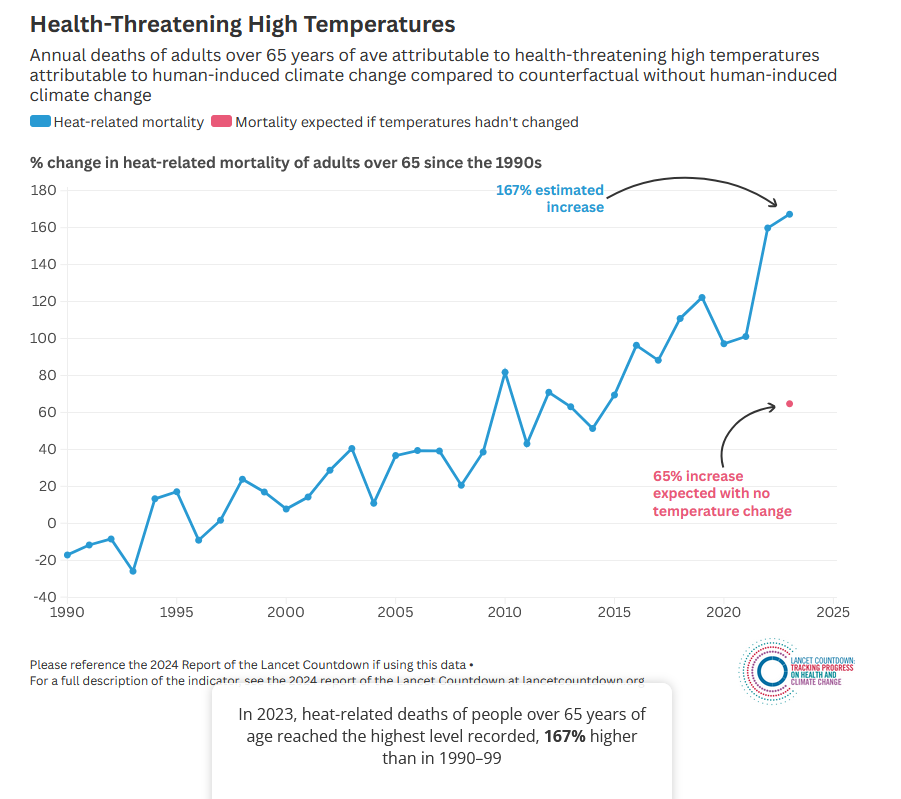 Health-Threatening High Temperatures
Annual deaths of adults over 65 years of ave attributable to health-threatening high temperatures
attributable to human-induced climate change compared to counterfactual without human-induced
climate change
Heat-related mortality Mortality expected if temperatures hadn't changed
% change in heat-related mortality of adults over 65 since the 1990s
180
167% estimated
increase
160
140
120
100
80
60
40
65% increase
expected with no
temperature change
20
0
-20
-40
1990 1995 2000 2005 2010 2015 2020 2025
Please reference the 2024 Report of the Lancet Countdown if using this data •
For a full description of the indicator, see the 2024 report of the Lancet Countdown at lancetcountdown.org
LANCET COUNTDOWN:
TRACKING PROGRESS
ON HEALTH AND
CLIMATE CHANGE
In 2023, heat-related deaths of people over 65 years of
age reached the highest level recorded, 167% higher
than in 1990–99